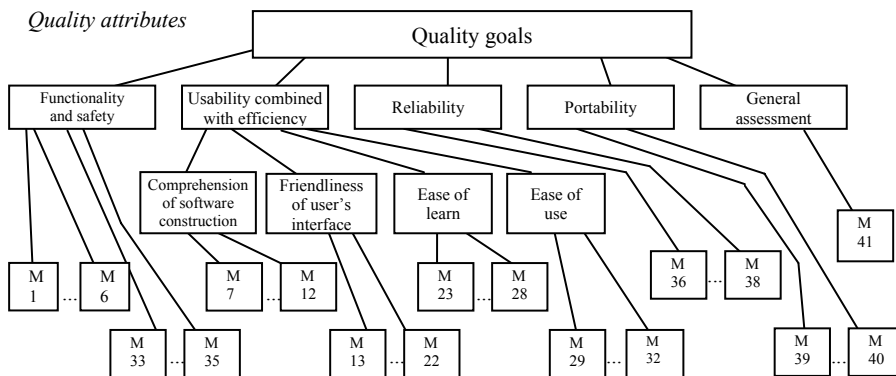 Quality attributes
Quality goals
Functionality
and safety
Usability combined
with efficiency
Reliability
Portability
General
assessment
Comprehension
of software
construction
Friendliness
of user's
interface
Ease of
learn
Ease of
use
M
41
M
1
...
M
6
M
7
...
M
12
M
23
...
M
28
M
36
...
M
38
M
33
...
M
35
M
13
...
M
22
M
29
...
M
32
M
39
...
M
40